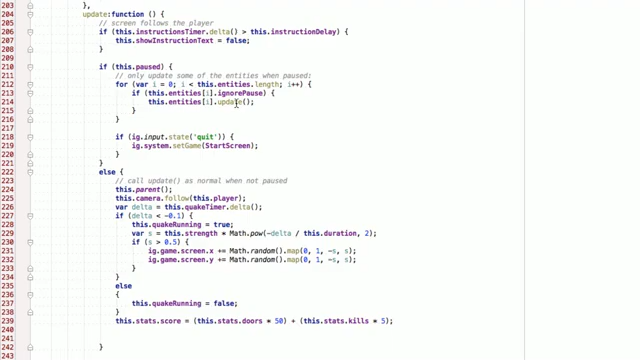 203 },
204 update:function () {
205 // screen follows the player
206 if (this.instructionsTimer.delta() > this.instructionDelay) {
207 this.showInstructionText = false;
208 }
209
210 if (this.paused) {
211 // only update some of the entities when paused:
212 for (var i = 0; i < this.entities.length; i++) {
213 if (this.entities[i].ignorePause) {
214 this.entities[i].update();
215 }
216 }
217
218 if (ig.input.state('quit')) {
219 ig.system.setGame(StartScreen);
220 }
221 }
222 else {
223 // call update() as normal when not paused
224 this.parent();
225 this.camera.follow(this.player);
226 var delta = this.quakeTimer.delta();
227 if (delta < -0.1) {
228 this.quakeRunning = true;
229 var s = this.strength * Math.pow(-delta / this.duration, 2);
230 if (s > 0.5) {
231 ig.game.screen.x += Math.random().map(0, 1, -s, s);
232 ig.game.screen.y += Math.random().map(0, 1, -s, s);
233 }
234 }
235 else
236 {
237 this.quakeRunning = false;
238 }
239 this.stats.score = (this.stats.doors * 50) + (this.stats.kills * 5);
240
241
242 }